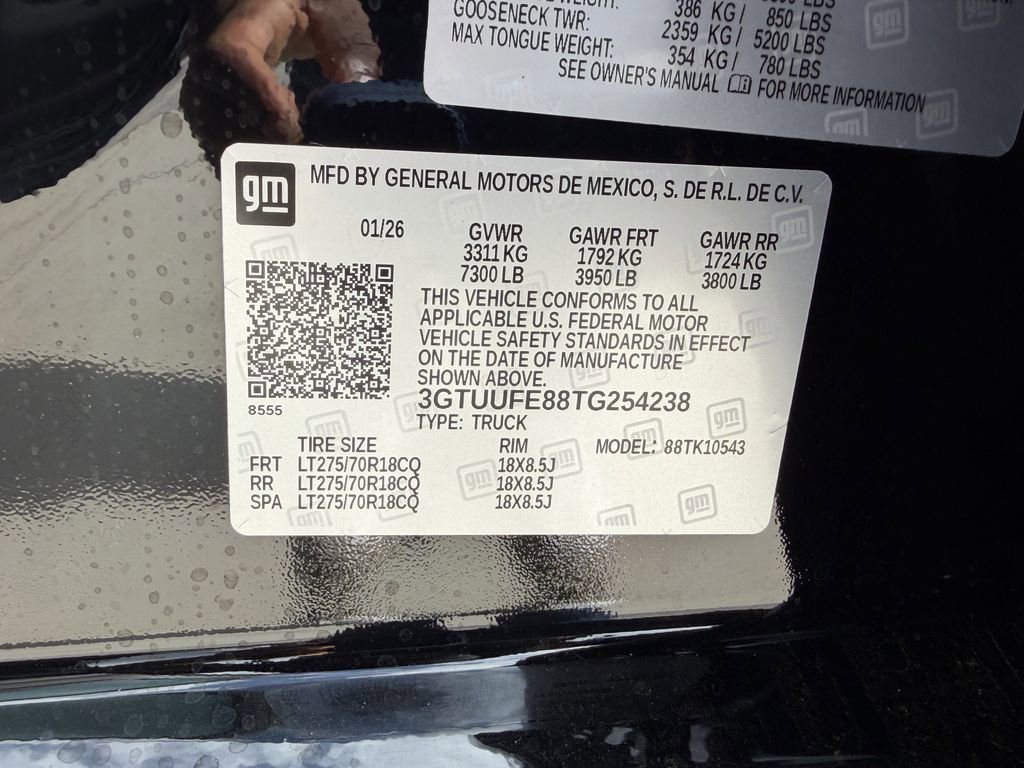 386 KG / 850 LBS
GOOSENECK TWR: 2359 KG / 5200 LBS
MAX TONGUE WEIGHT: 354 KG / 780 LBS
SEE OWNER'S MANUAL FOR MORE INFORMATION
gm MFD BY GENERAL MOTORS DE MEXICO, S. DE R.L. DE C.V.
01/26 GVWR GAWR FRT GAWR RR
3311 KG 1792 KG 1724 KG
7300 LB 3950 LB 3800 LB
THIS VEHICLE CONFORMS TO ALL
APPLICABLE U.S. FEDERAL MOTOR
VEHICLE SAFETY STANDARDS IN EFFECT
ON THE DATE OF MANUFACTURE
SHOWN ABOVE.
8555
3GTUUFE88TG254238
TYPE: TRUCK
TIRE SIZE RIM MODEL: 88TK10543
FRT LT275/70R18CQ 18X8.5J
RR LT275/70R18CQ 18X8.5J
SPA LT275/70R18CQ 18X8.5J